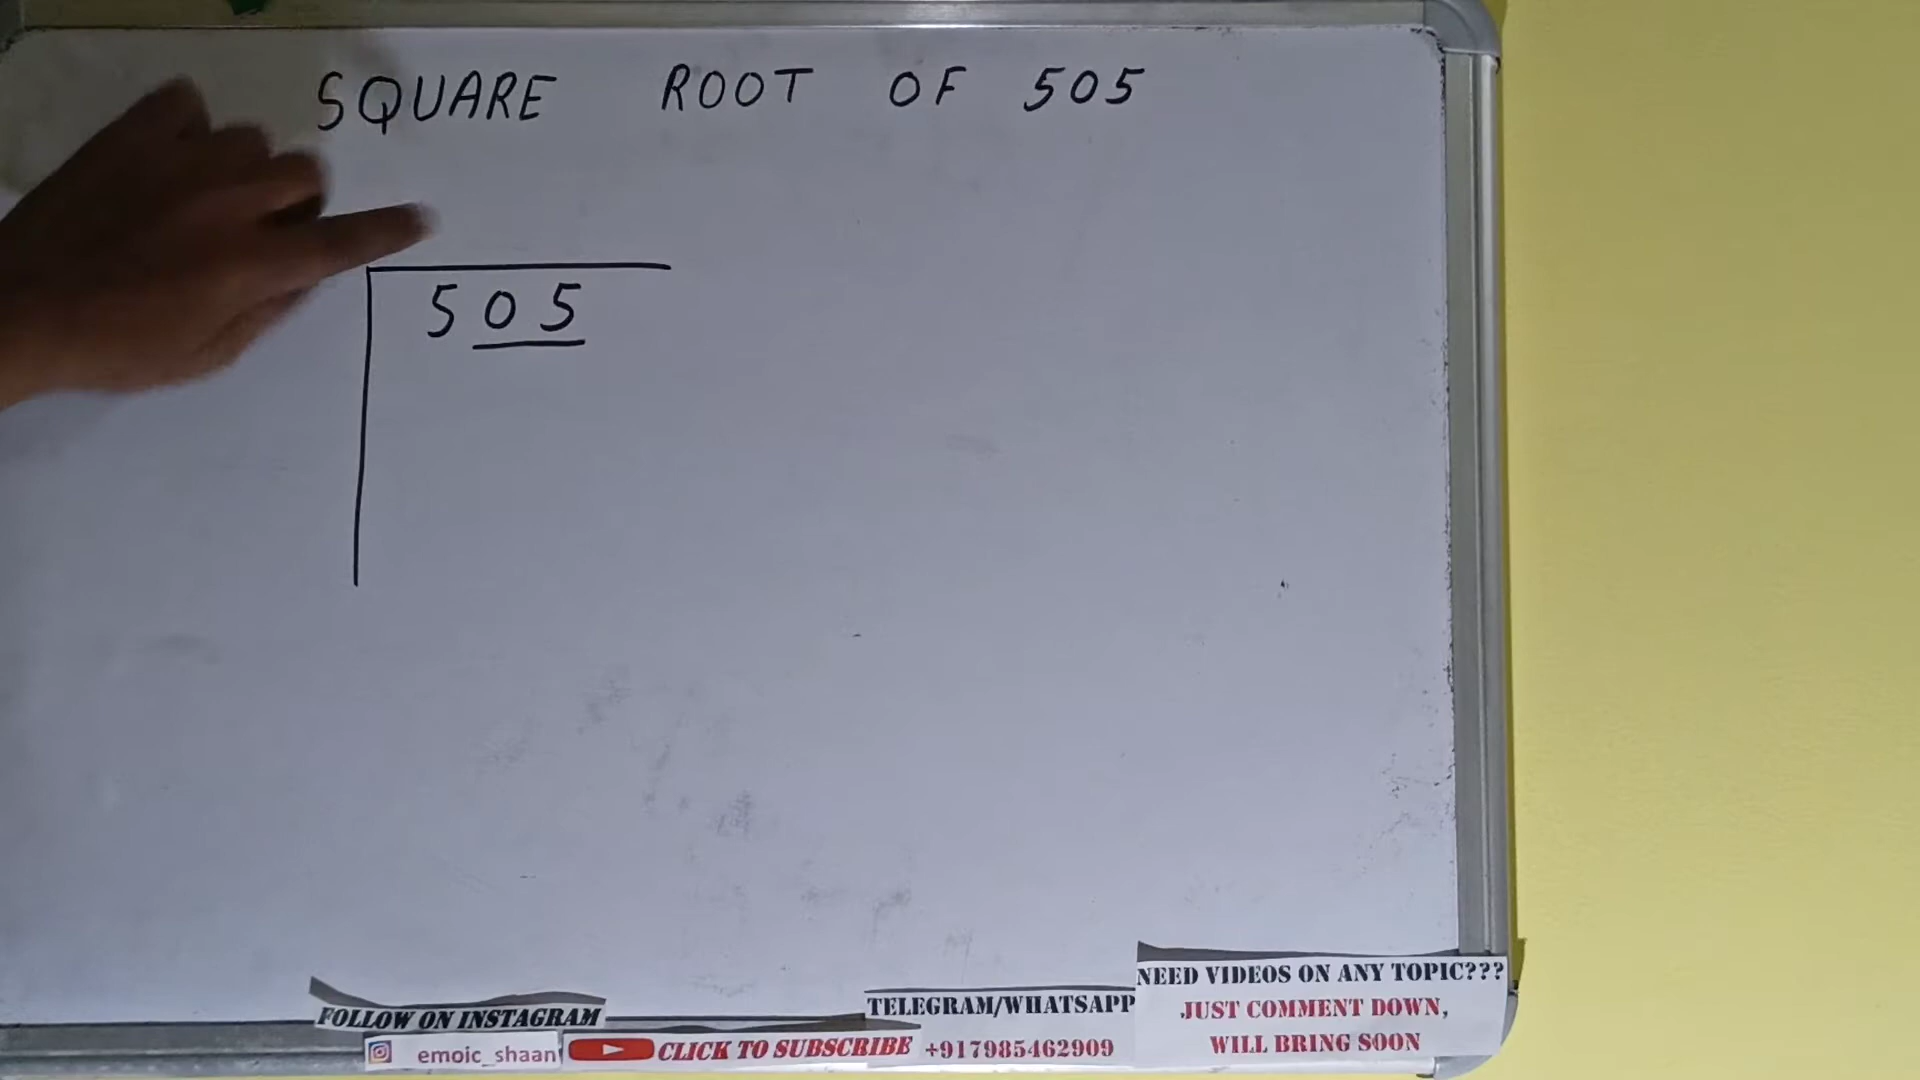 SQUARE ROOT OF 505
505
NEED VIDEOS ON ANY TOPIC???
JUST COMMENT DOWN,
WILL BRING SOON
TELEGRAM/WHATSAPP
+917985462909
FOLLOW ON INSTAGRAM
emoic_shaan
CLICK TO SUBSCRIBE